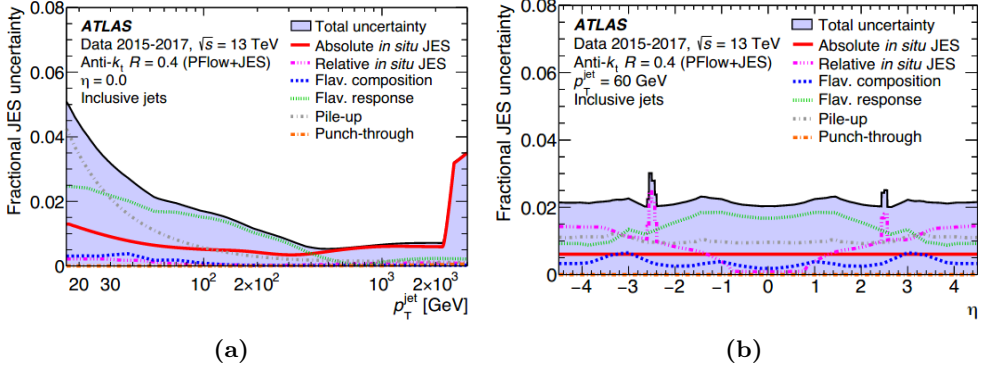 ATLAS
Data 2015-2017, √s = 13 TeV
Anti-kₜ R = 0.4 (PFlow+JES)
η = 0.0
Inclusive jets
Total uncertainty
Absolute in situ JES
Relative in situ JES
Flav. composition
Flav. response
Pile-up
Punch-through
Fractional JES uncertainty
0.08
0.06
0.04
0.02
0
20 30 10² 2×10² 10³ 2×10³
p_T^jet [GeV]
(a)
ATLAS
Data 2015-2017, √s = 13 TeV
Anti-kₜ R = 0.4 (PFlow+JES)
p_T^jet = 60 GeV
Inclusive jets
Total uncertainty
Absolute in situ JES
Relative in situ JES
Flav. composition
Flav. response
Pile-up
Punch-through
Fractional JES uncertainty
0.08
0.06
0.04
0.02
0
−4 −3 −2 −1 0 1 2 3 4
η
(b)